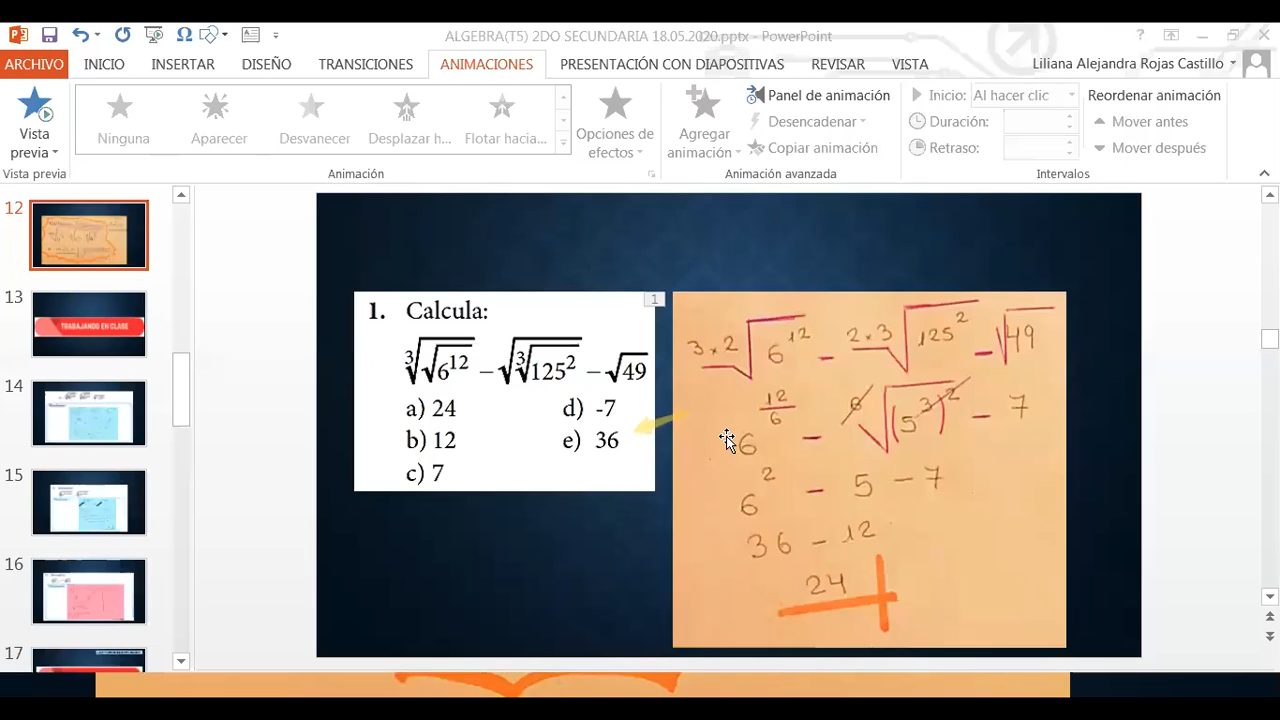 ALGEBRA(T5) 2DO SECUNDARIA 18.05.2020.pptx - PowerPoint
ARCHIVO INICIO INSERTAR DISEÑO TRANSICIONES ANIMACIONES PRESENTACIÓN CON DIAPOSITIVAS REVISAR VISTA Liliana Alejandra Rojas Castillo
Vista previa
Ninguna Aparecer Desvanecer Desplazar h... Flotar hacia...
Opciones de efectos
Agregar animación
Panel de animación
Desencadenar
Copiar animación
Inicio: Al hacer clic
Duración:
Retraso:
Reordenar animación
Mover antes
Mover después
Vista previa Animación Animación avanzada Intervalos
12
13
TRABAJANDO EN CLASE
14
15
16
17
1
1. Calcula:
∛√6¹² − √∛125² − √49
a) 24 d) -7
b) 12 e) 36
c) 7
³ˣ²√6¹² − ²·³√125² − √49
6^(12/6) − ⁶√(5³)² − 7
6² − 5 − 7
36 − 12
24